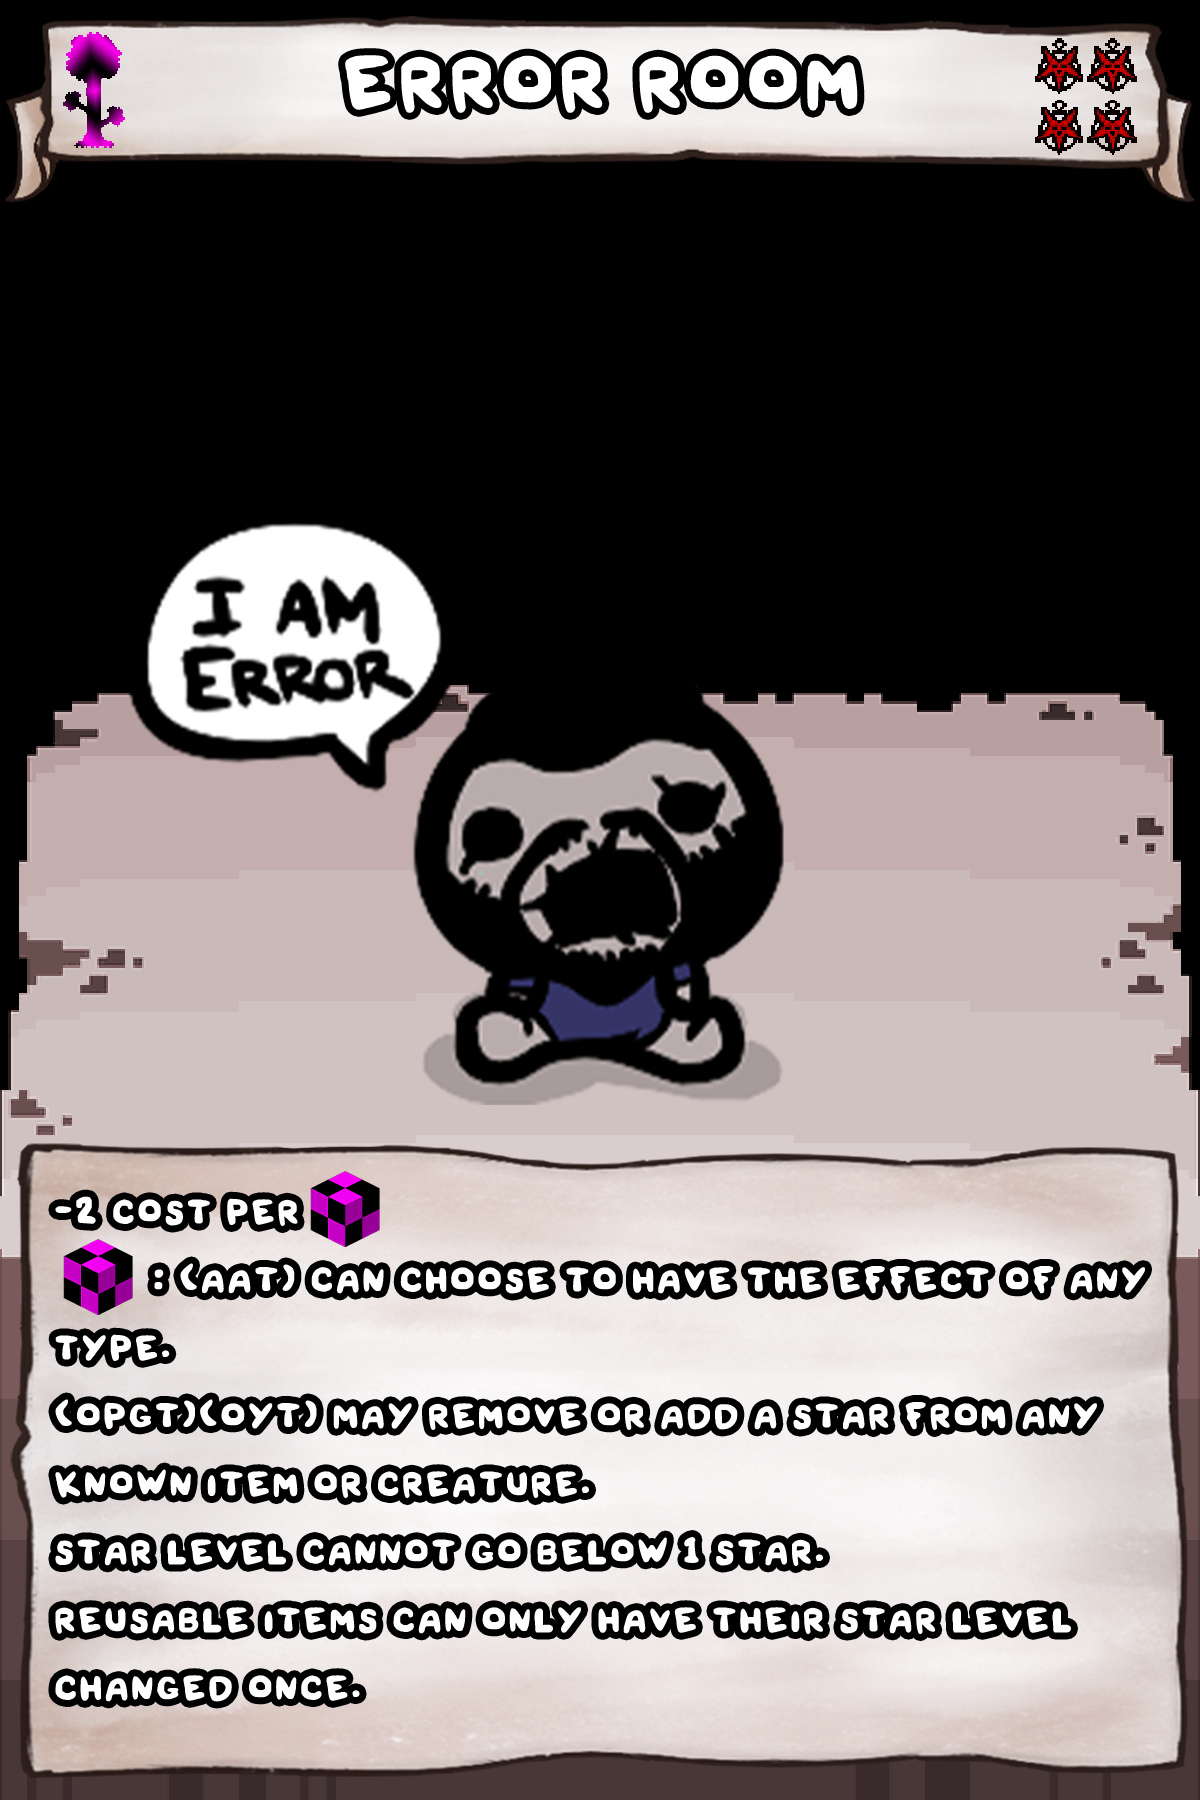 ERROR ROOM
I AM
ERROR
-2 COST PER
: (AAT) CAN CHOOSE TO HAVE THE EFFECT OF ANY
TYPE.
(OPGT)(OYT) MAY REMOVE OR ADD A STAR FROM ANY
KNOWN ITEM OR CREATURE.
STAR LEVEL CANNOT GO BELOW 1 STAR.
REUSABLE ITEMS CAN ONLY HAVE THEIR STAR LEVEL
CHANGED ONCE.